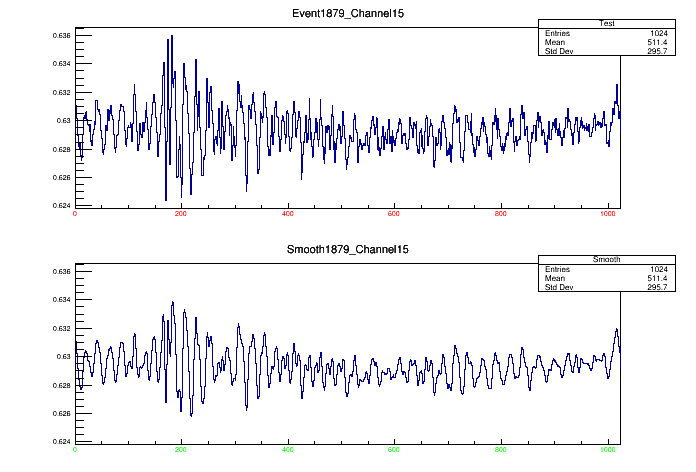 Event1879_Channel15
Test
Entries 1024
Mean 511.4
Std Dev 295.7
0.636
0.634
0.632
0.63
0.628
0.626
0.624
0 200 400 600 800 1000
Smooth1879_Channel15
Smooth
Entries 1024
Mean 511.4
Std Dev 295.7
0.636
0.634
0.632
0.63
0.628
0.626
0.624
0 200 400 600 800 1000